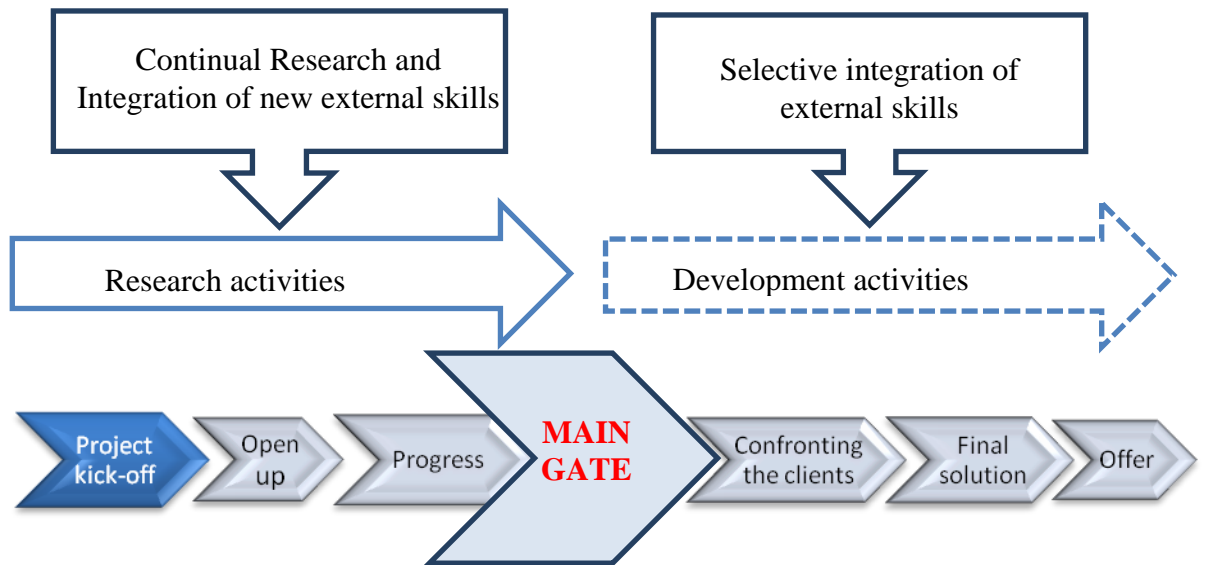 Continual Research and
Integration of new external skills
Selective integration of
external skills
Research activities
Development activities
Project
kick-off
Open
up
Progress
MAIN
GATE
Confronting
the clients
Final
solution
Offer